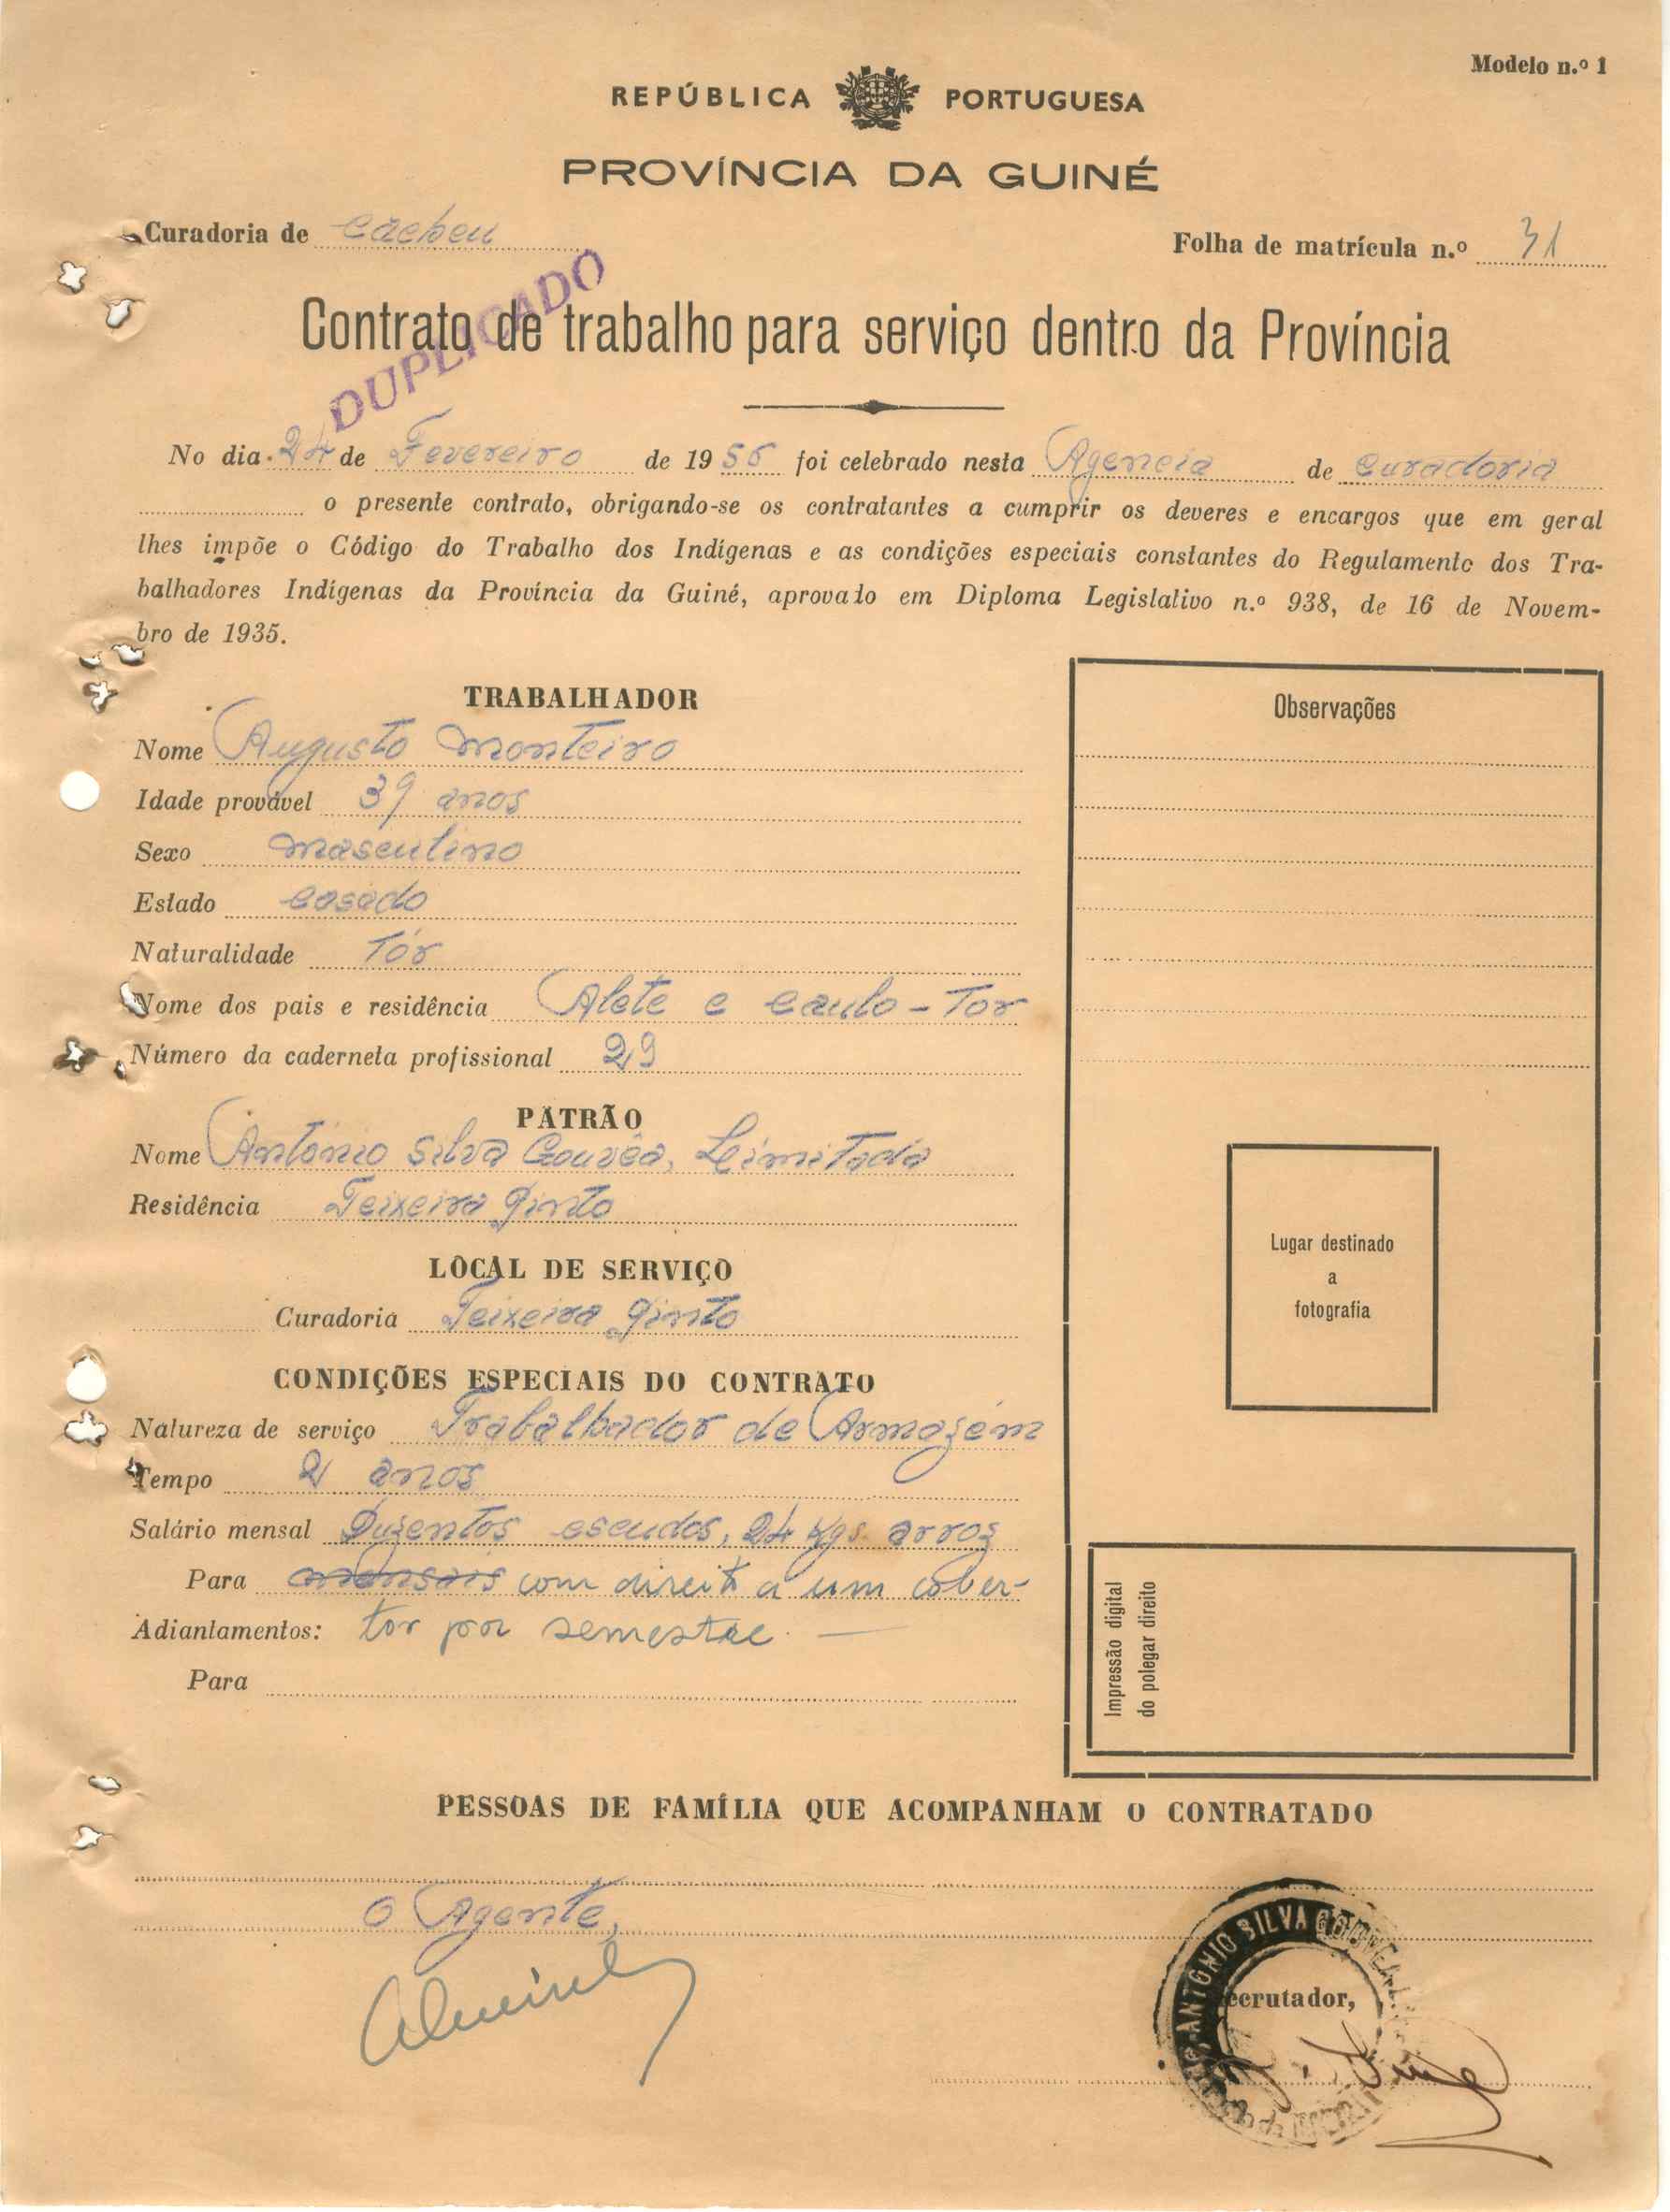 Modelo n.º 1
REPÚBLICA PORTUGUESA
PROVÍNCIA DA GUINÉ
Curadoria de Cacheu
Folha de matrícula n.º 31
DUPLICADO
Contrato de trabalho para serviço dentro da Província
No dia 24 de Fevereiro de 1956 foi celebrado nesta Agencia de Curadoria
o presente contrato, obrigando-se os contratantes a cumprir os deveres e encargos que em geral
lhes impõe o Código do Trabalho dos Indígenas e as condições especiais constantes do Regulamento dos Tra-
balhadores Indígenas da Província da Guiné, aprovado em Diploma Legislativo n.º 938, de 16 de Novem-
bro de 1935.
TRABALHADOR
Nome Augusto Monteiro
Idade provável 39 anos
Sexo masculino
Estado casado
Naturalidade Tór
Nome dos pais e residência Alete e Caulo - Tor
Número da caderneta profissional 29
PATRÃO
Nome António Silva Gouvêa, Limitada
Residência Teixeira Pinto
LOCAL DE SERVIÇO
Curadoria Teixeira Pinto
CONDIÇÕES ESPECIAIS DO CONTRATO
Natureza de serviço Trabalhador de Armazém
Tempo 2 anos
Salário mensal Duzentos escudos, 24 kgs. arroz
Para mensais com direito a um cober-
Adiantamentos: tor por semestre. —
Para
Observações
Lugar destinado
a
fotografia
Impressão digital
do polegar direito
PESSOAS DE FAMÍLIA QUE ACOMPANHAM O CONTRATADO
O Agente,
ANTÓNIO SILVA GOUVEA
ecrutador,